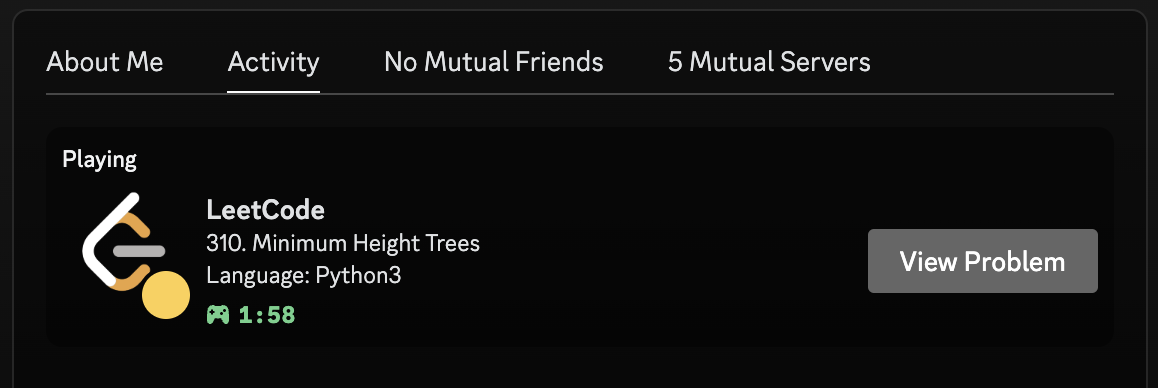 About Me Activity No Mutual Friends 5 Mutual Servers
Playing
LeetCode
310. Minimum Height Trees
Language: Python3
View Problem
1:58